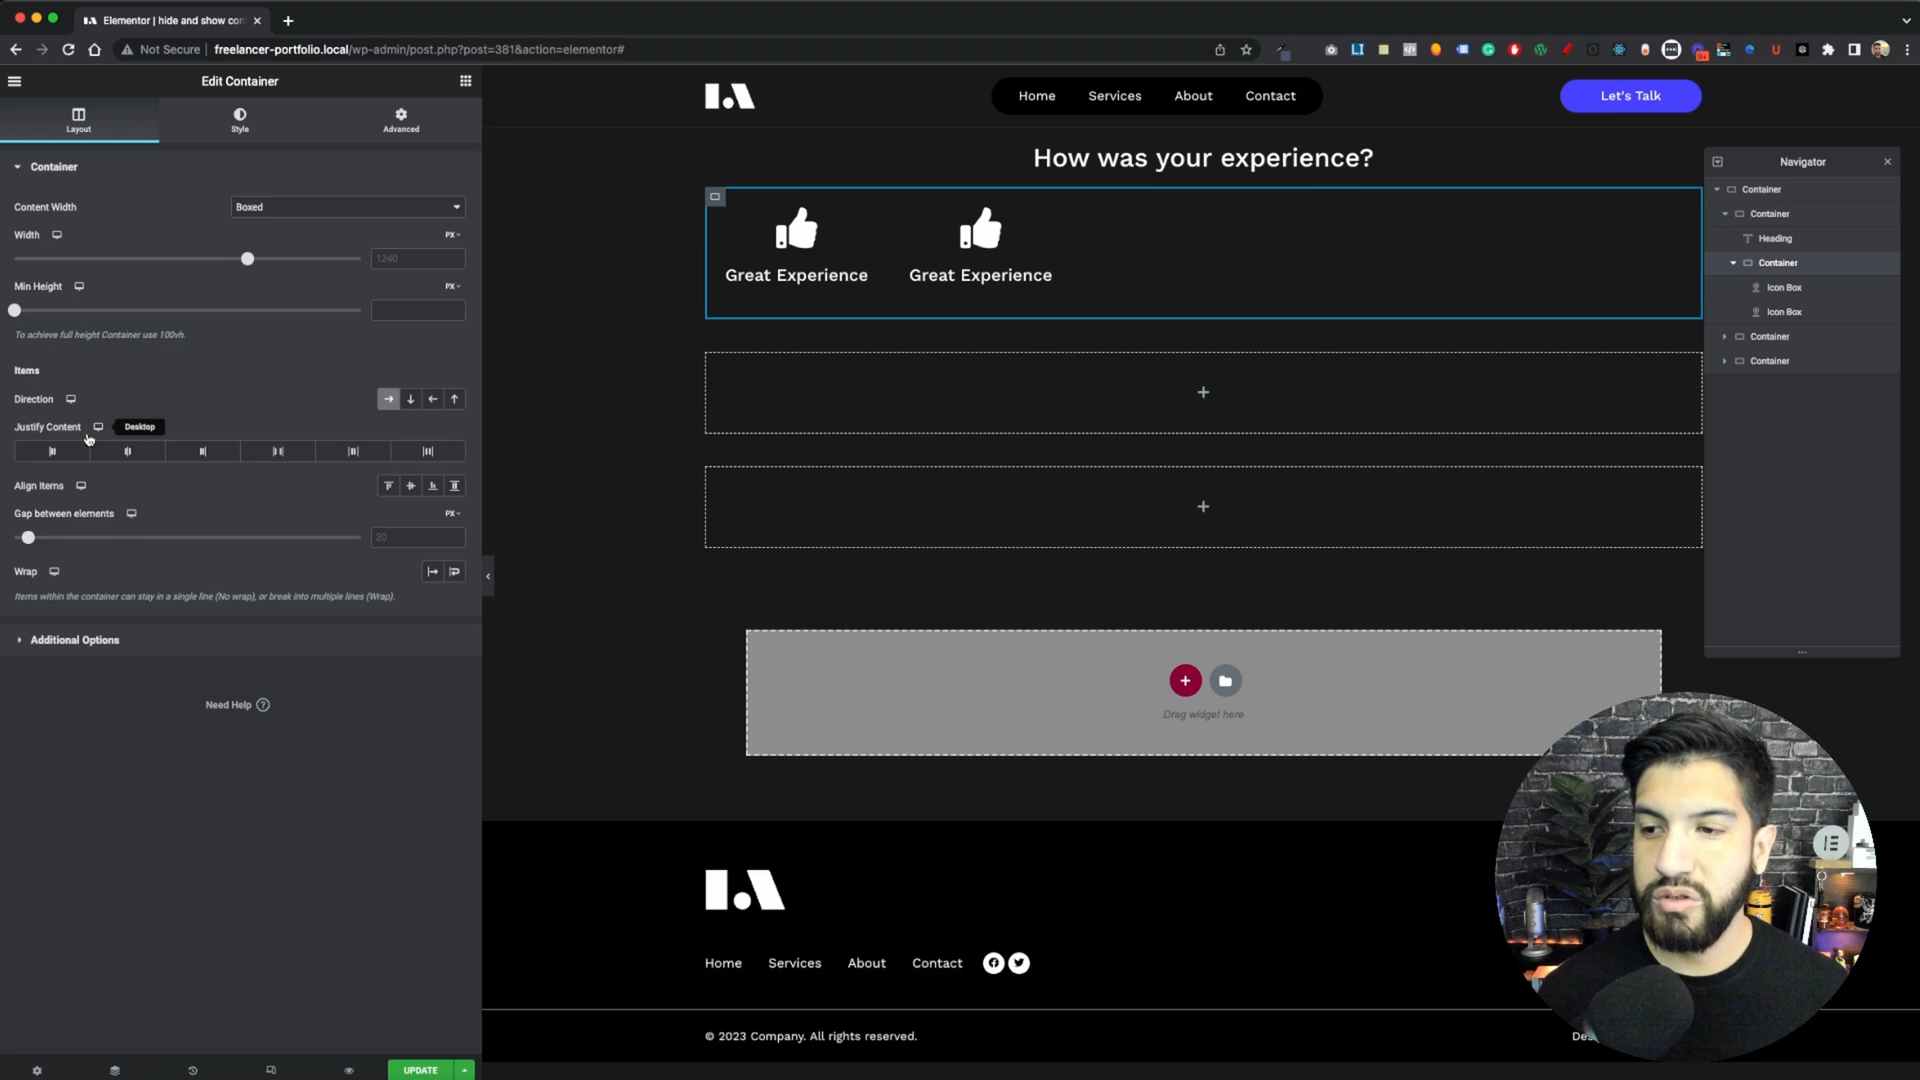 Elementor | hide and show con
Not Secure | freelancer-portfolio.local/wp-admin/post.php?post=381&action=elementor#
Edit Container
Layout
Style
Advanced
Container
Content Width
Boxed
Width
PX
1240
Min Height
PX
To achieve full height Container use 100vh.
Items
Direction
Justify Content
Desktop
Align Items
Gap between elements
PX
20
Wrap
Items within the container can stay in a single line (No wrap), or break into multiple lines (Wrap).
Additional Options
Need Help
UPDATE
Home
Services
About
Contact
Let's Talk
How was your experience?
Great Experience
Great Experience
Drag widget here
Navigator
Container
Container
Heading
Container
Icon Box
Icon Box
Container
Container
Home
Services
About
Contact
© 2023 Company. All rights reserved.